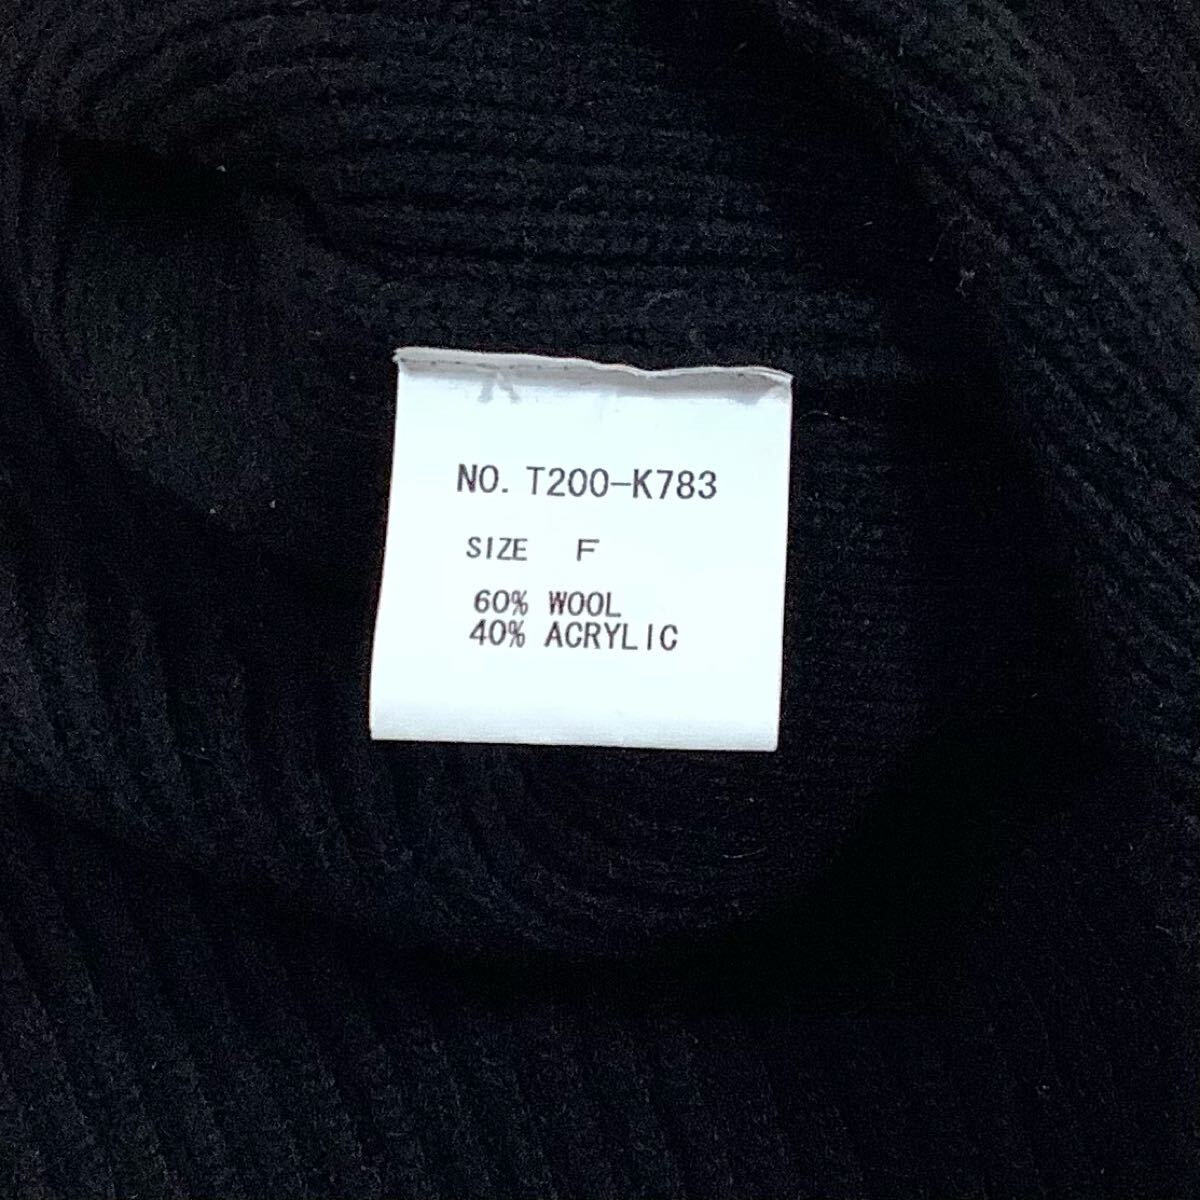 NO. T200-K783
SIZE F
60% WOOL
40% ACRYLIC